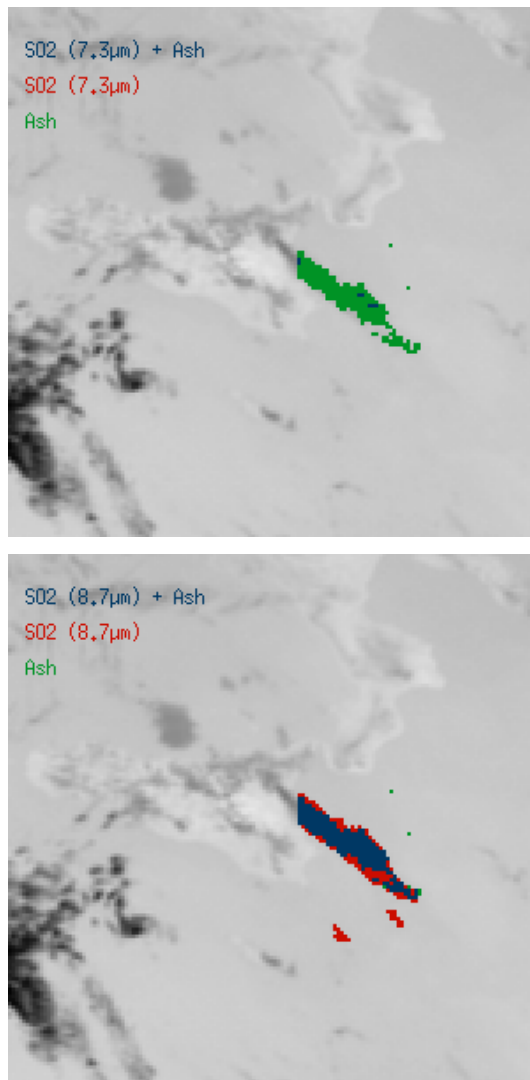 SO2 (7.3µm) + Ash
SO2 (7.3µm)
Ash
SO2 (8.7µm) + Ash
SO2 (8.7µm)
Ash